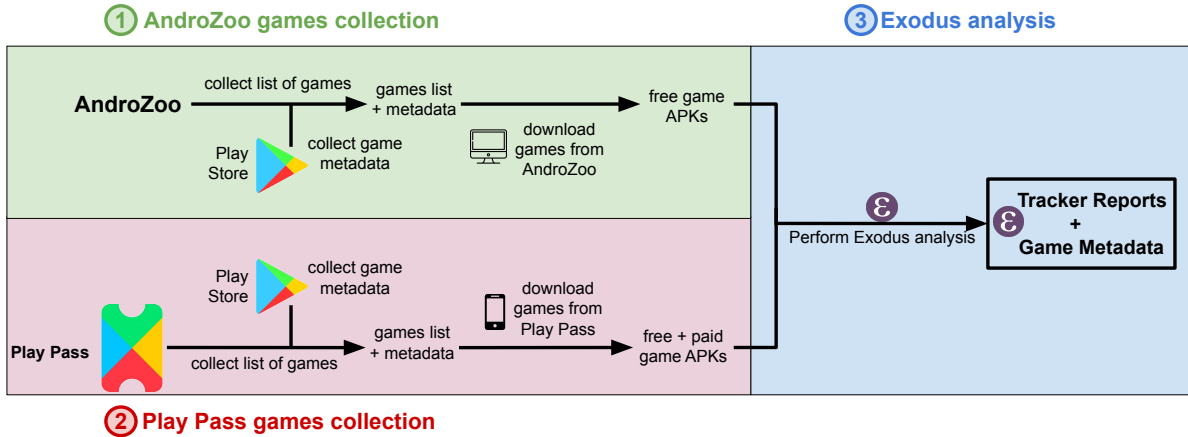 1 AndroZoo games collection
3 Exodus analysis
AndroZoo
collect list of games
Play
Store
collect game
metadata
games list
+ metadata
download
games from
AndroZoo
free game
APKs
Play
Store
collect game
metadata
Play Pass
collect list of games
games list
+ metadata
download
games from
Play Pass
free + paid
game APKs
ε
Perform Exodus analysis
ε
Tracker Reports
+
Game Metadata
2 Play Pass games collection